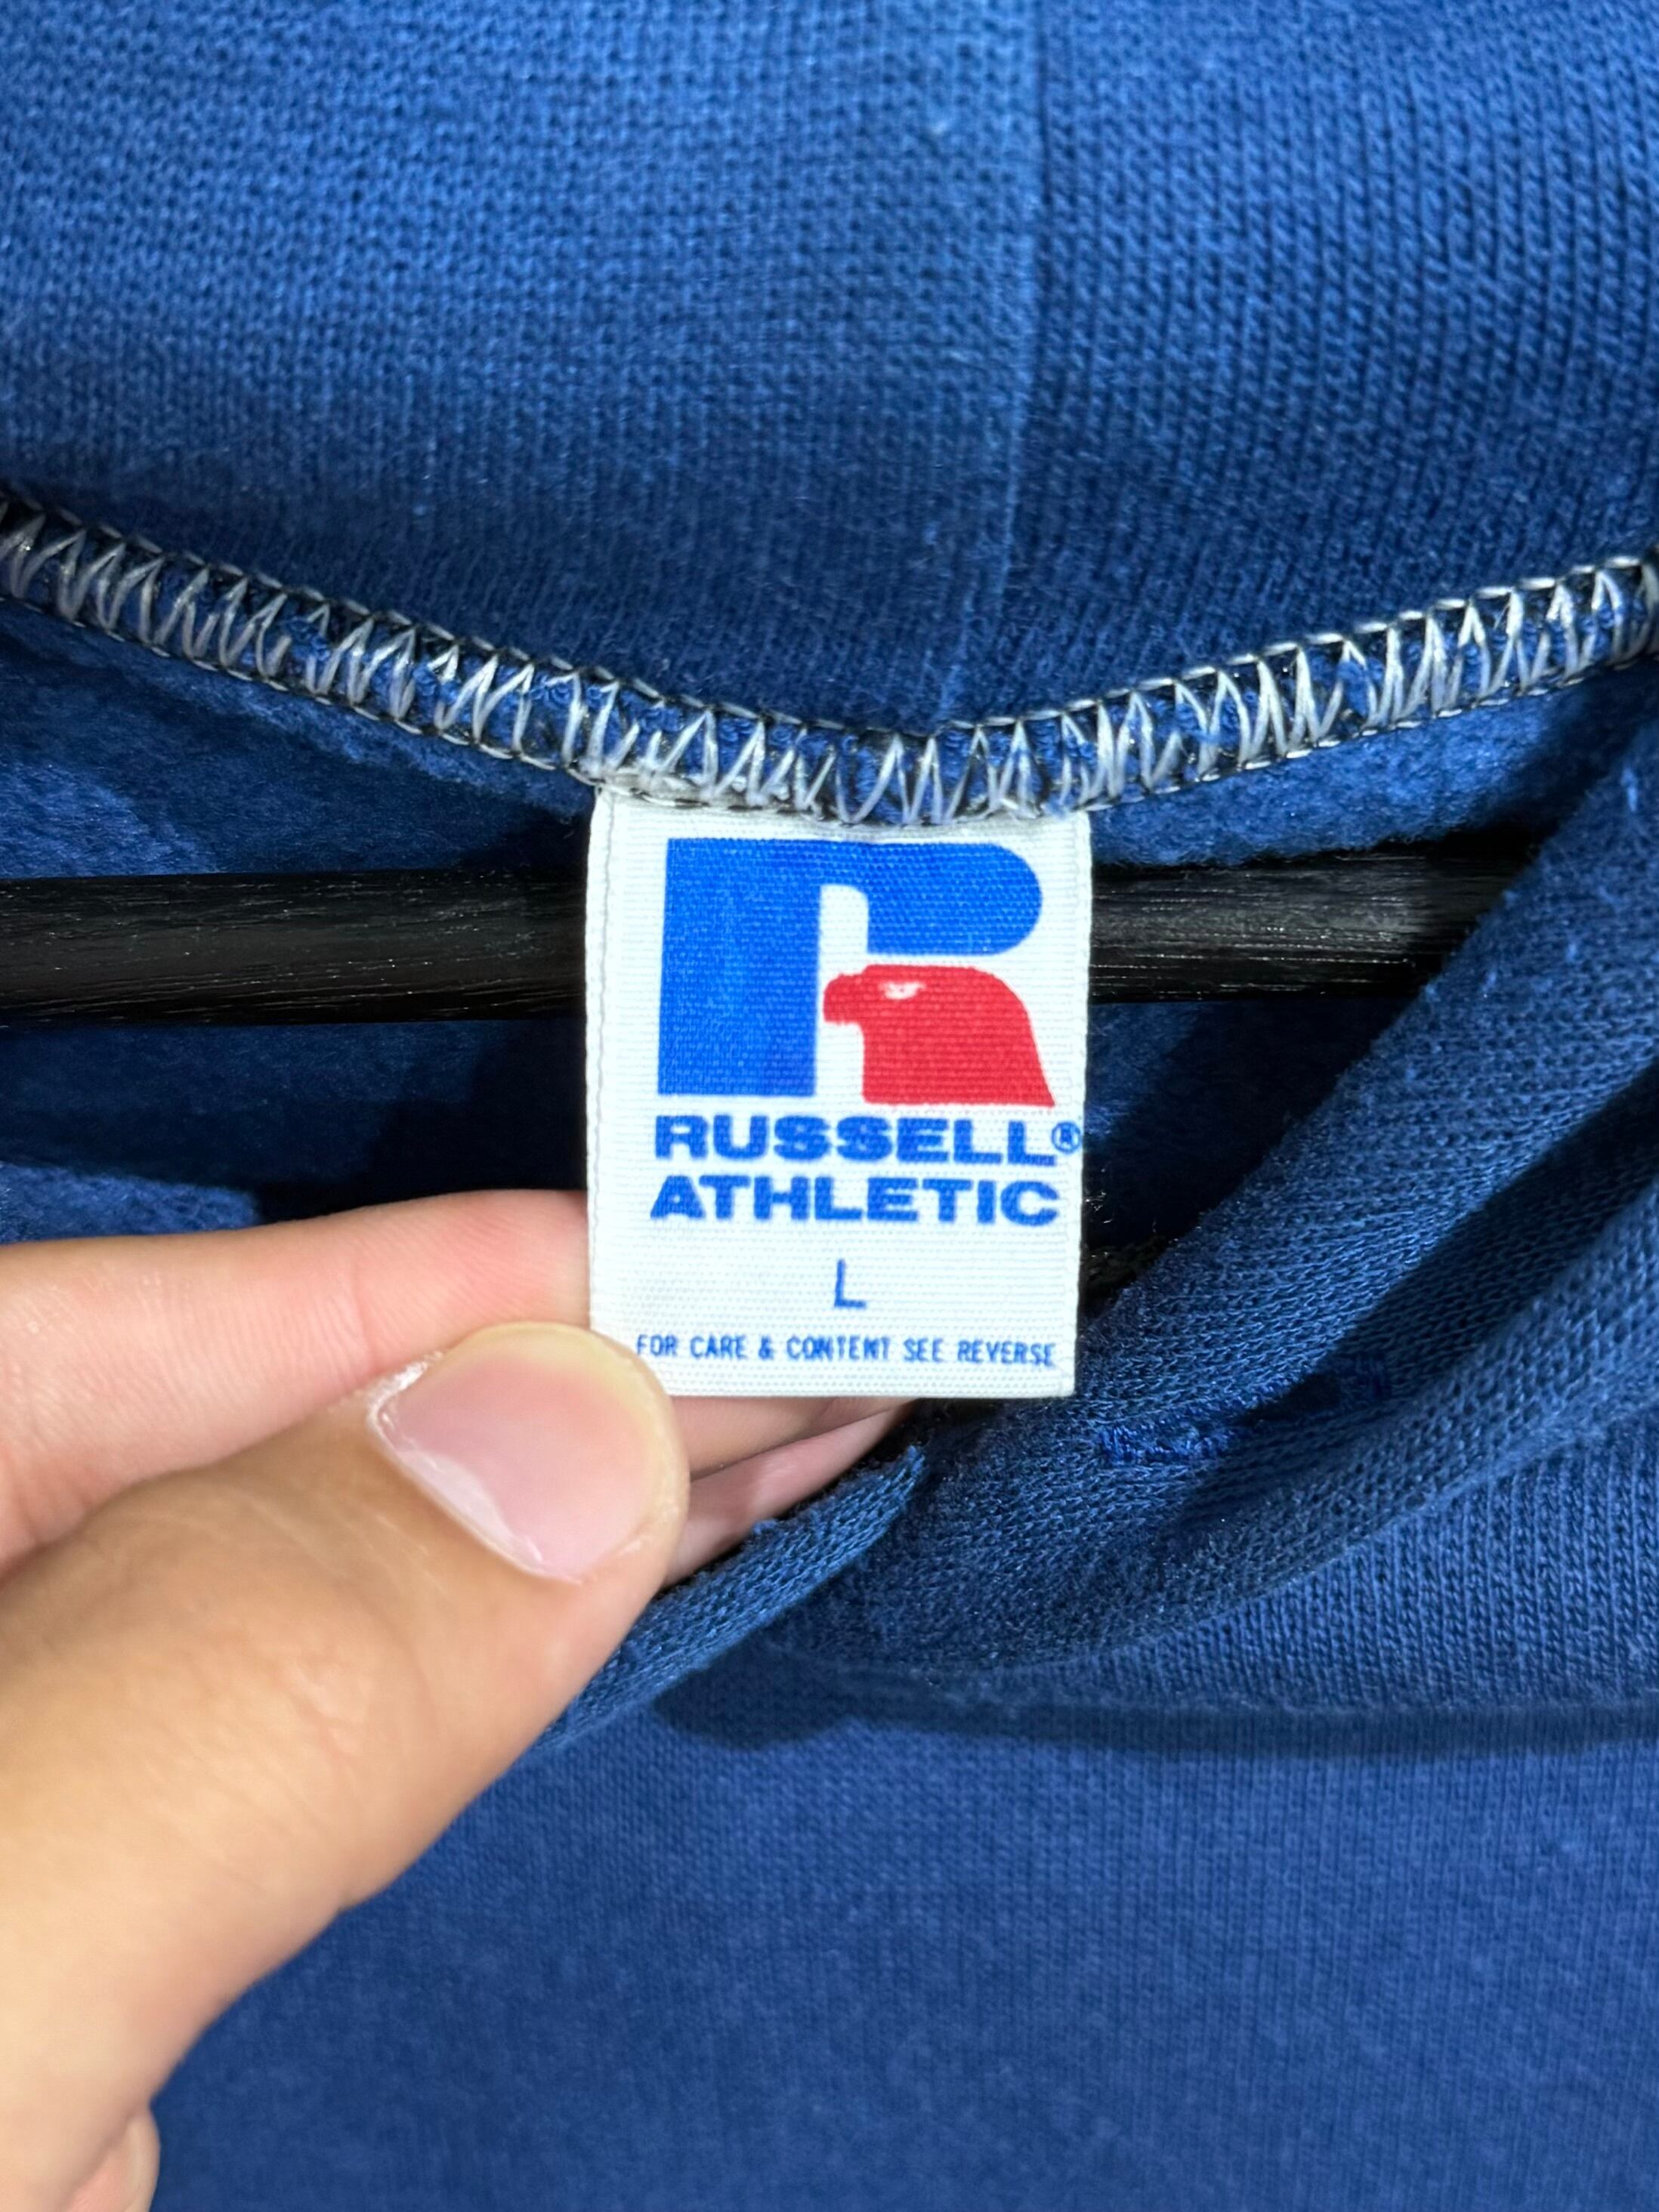 RUSSELL®
ATHLETIC
L
FOR CARE & CONTENT SEE REVERSE